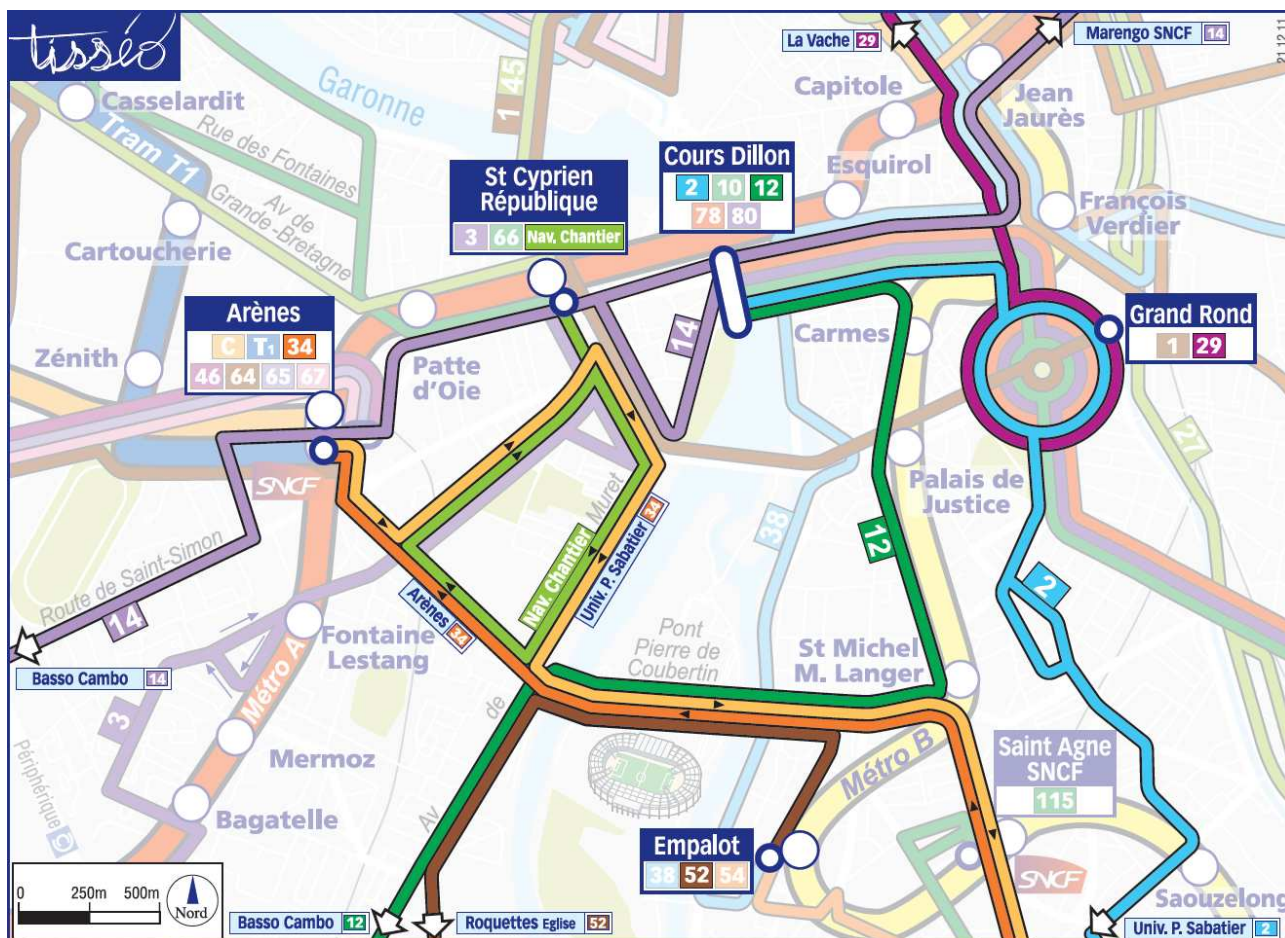 tisséo
La Vache 29
Marengo SNCF 14
21.12.11
Casselardit
Garonne
1 45
Capitole
Jean
Jaurès
Rue des Fontaines
Tram T1
Av de
Grande-Bretagne
St Cyprien
République
3 66 Nav. Chantier
Cours Dillon
2 10 12
78 80
Esquirol
François
Verdier
Cartoucherie
Arènes
C T1 34
46 64 65 67
Zénith
Patte
d'Oie
14
Carmes
Grand Rond
1 29
27
SNCF
Muret
Palais de
Justice
38
12
Route de Saint-Simon
14
Nav. Chantier
Univ. P. Sabatier 34
Arènes 34
2
Fontaine
Lestang
Pont
Pierre de
Coubertin
St Michel
M. Langer
Basso Cambo 14
3
Métro A
de
Mermoz
Périphérique
Métro B
Saint Agne
SNCF
115
Bagatelle
Av
Empalot
38 52 54
SNCF
Saouzelong
0 250m 500m
Nord
Basso Cambo 12
Roquettes Eglise 52
Univ. P. Sabatier 2